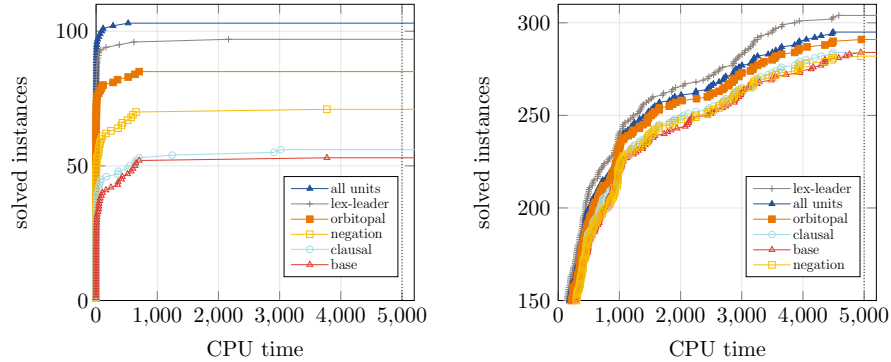 100
50
0
solved instances
0
1,000
2,000
3,000
4,000
5,000
CPU time
all units
lex-leader
orbitopal
negation
clausal
base
300
250
200
150
solved instances
0
1,000
2,000
3,000
4,000
5,000
CPU time
lex-leader
all units
orbitopal
clausal
base
negation